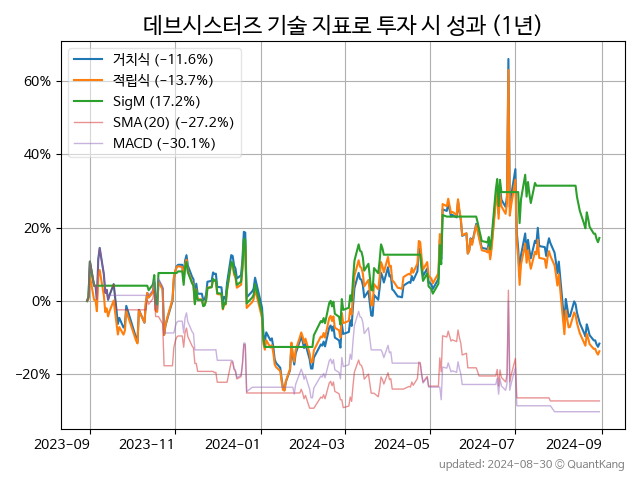 데브시스터즈 기술 지표로 투자 시 성과 (1년)
거치식 (−11.6%)
적립식 (−13.7%)
SigM (17.2%)
SMA(20) (−27.2%)
MACD (−30.1%)
60%
40%
20%
0%
−20%
2023−09
2023−11
2024−01
2024−03
2024−05
2024−07
2024−09
updated: 2024-08-30 © QuantKang